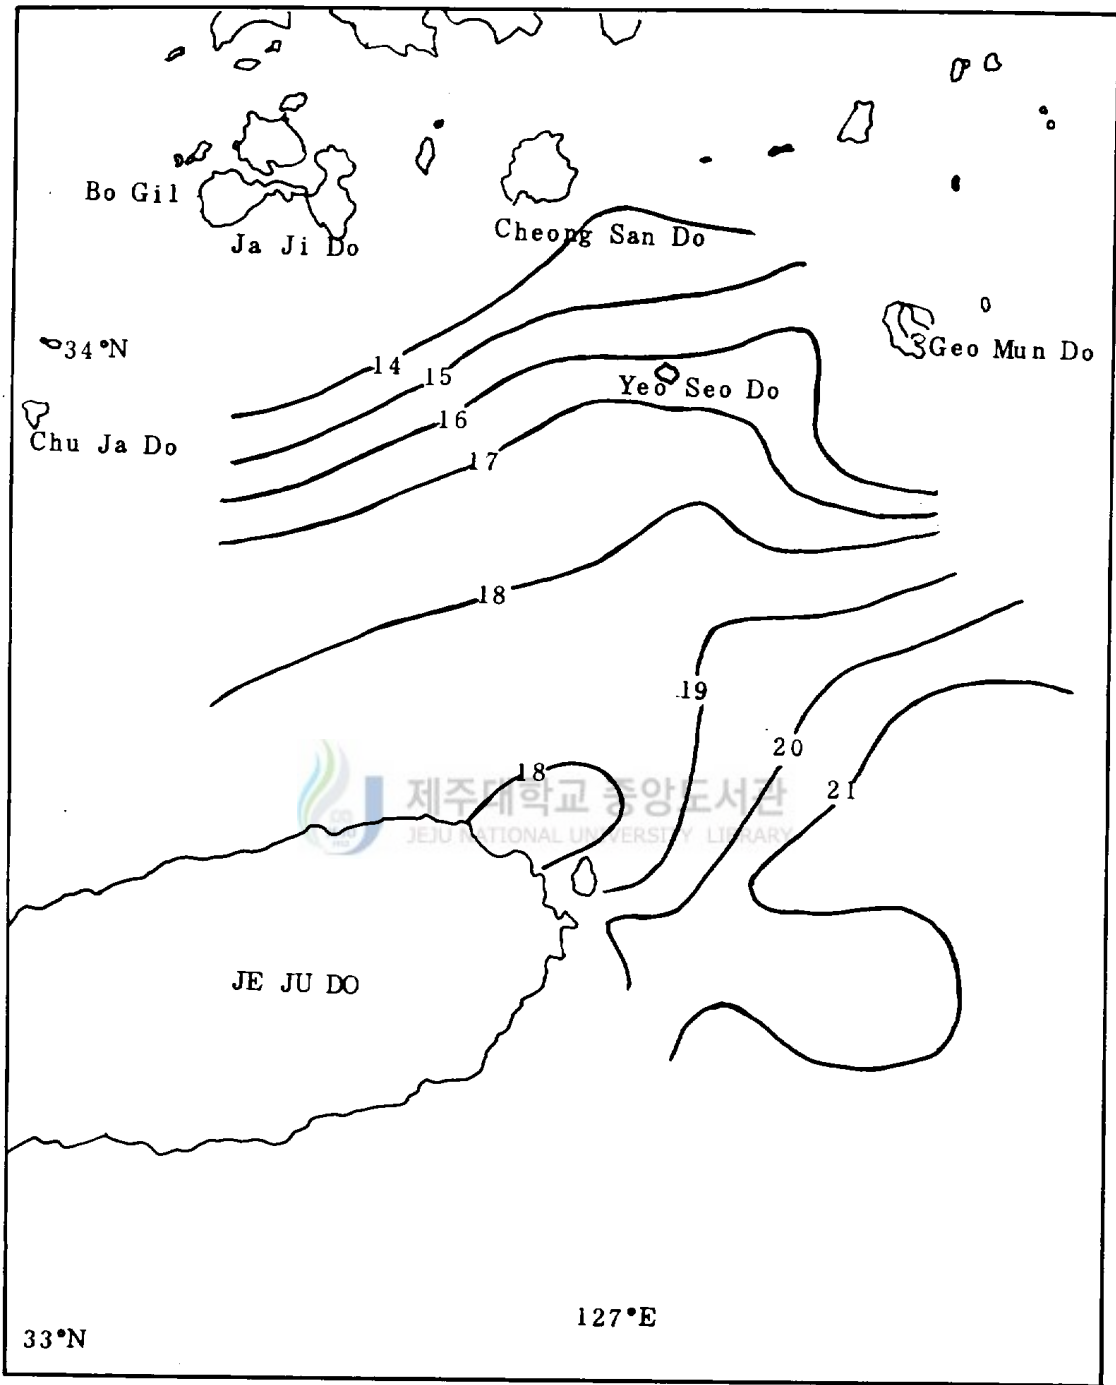 Bo Gil
Ja Ji Do
Cheong San Do
34°N
Geo Mun Do
14
15
Yeo Seo Do
16
Chu Ja Do
17
18
19
20
18
21
제주대학교 중앙도서관
JEJU NATIONAL UNIVERSITY LIBRARY
JE JU DO
127°E
33°N